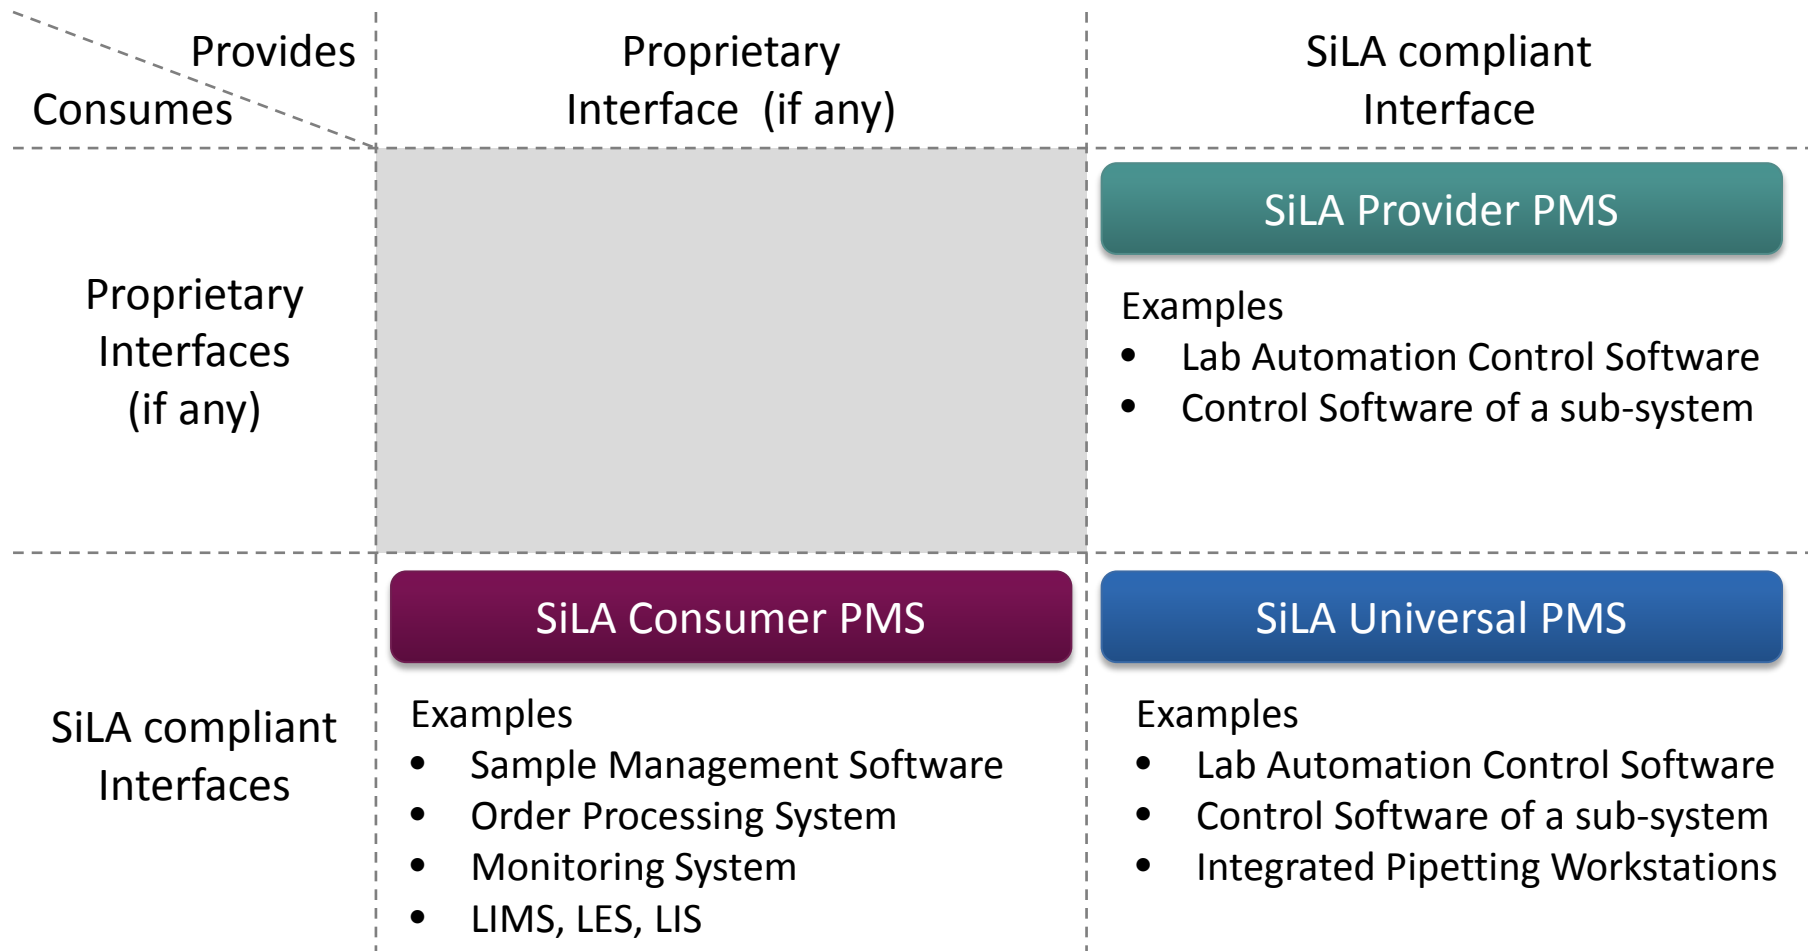 Provides
Consumes
Proprietary
Interface (if any)
SiLA compliant
Interface
Proprietary
Interfaces
(if any)
SiLA Provider PMS
Examples
• Lab Automation Control Software
• Control Software of a sub-system
SiLA compliant
Interfaces
SiLA Consumer PMS
Examples
• Sample Management Software
• Order Processing System
• Monitoring System
• LIMS, LES, LIS
SiLA Universal PMS
Examples
• Lab Automation Control Software
• Control Software of a sub-system
• Integrated Pipetting Workstations